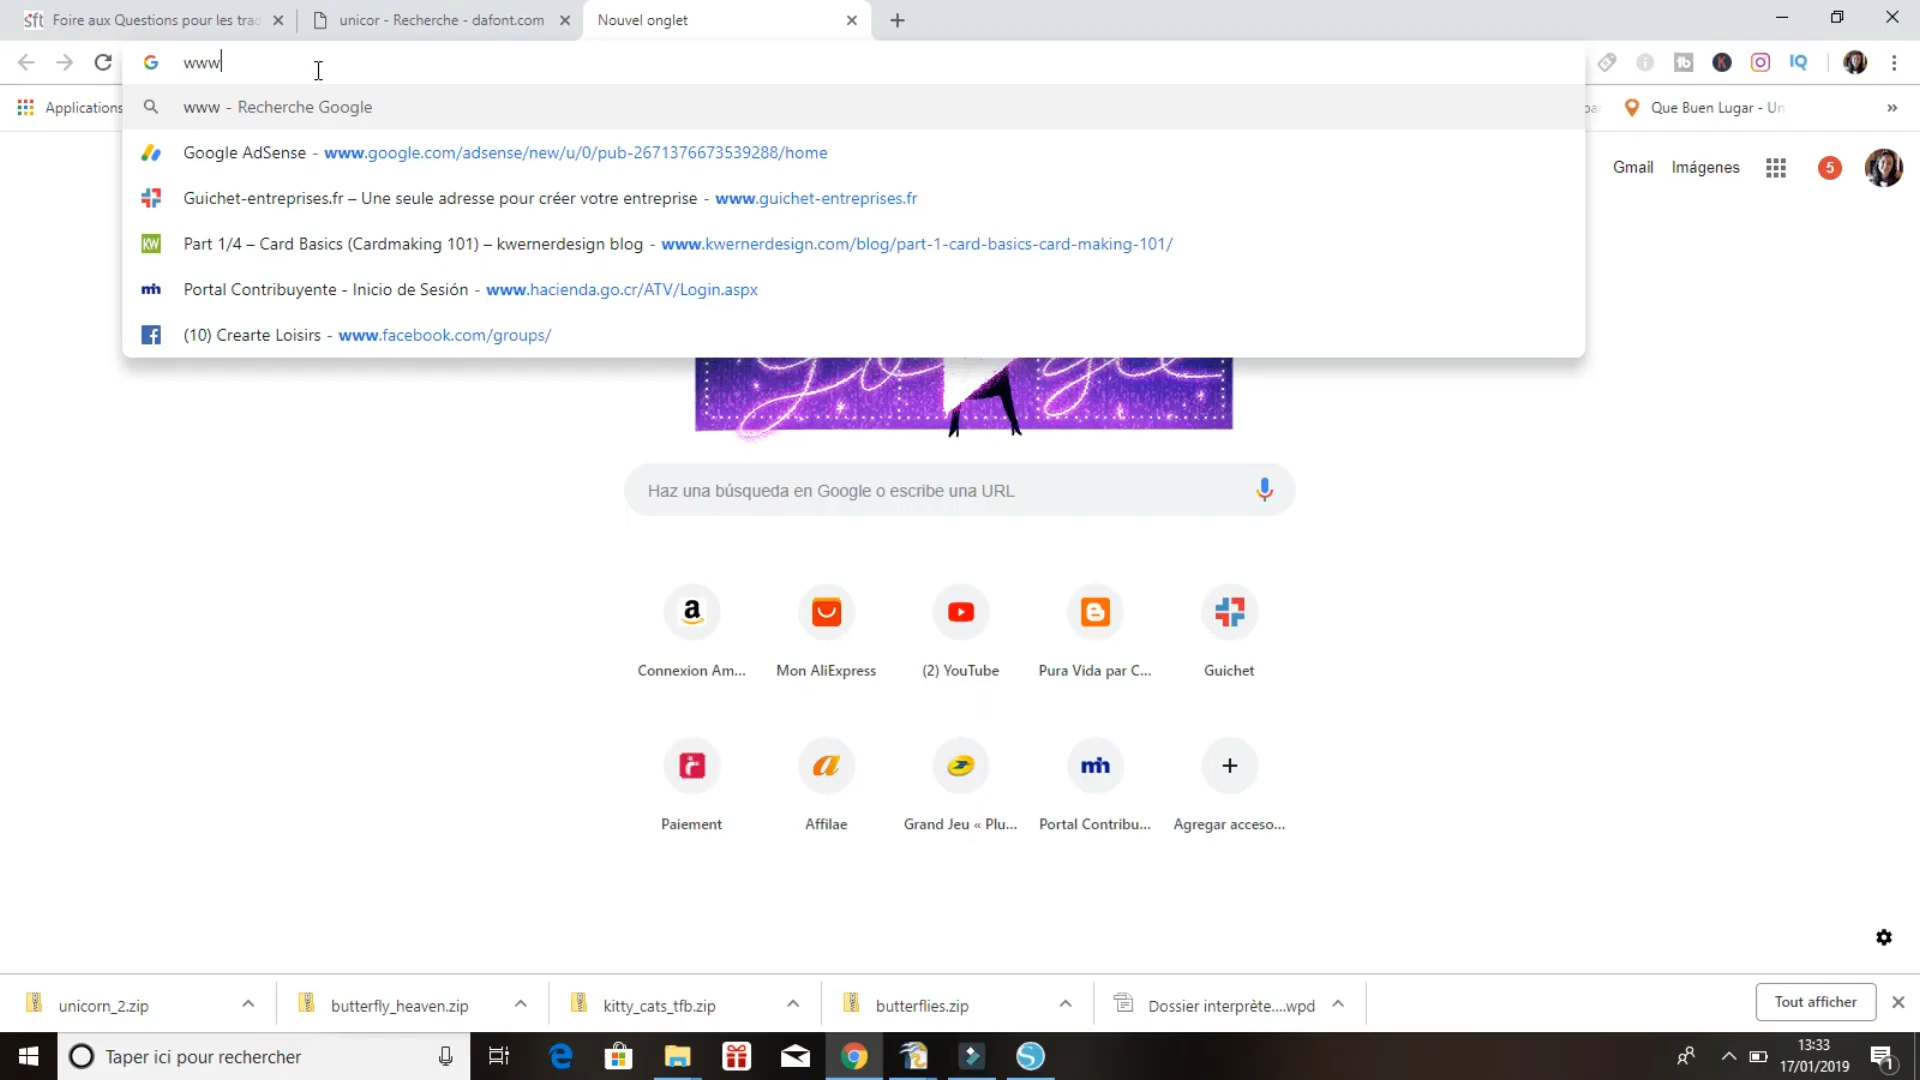 Foire aux Questions pour les trac
unicor - Recherche - dafont.com
Nouvel onglet
www
IQ
Applications
Que Buen Lugar - Un
»
www - Recherche Google
Google AdSense - www.google.com/adsense/new/u/0/pub-2671376673539288/home
Guichet-entreprises.fr – Une seule adresse pour créer votre entreprise - www.guichet-entreprises.fr
Part 1/4 – Card Basics (Cardmaking 101) – kwernerdesign blog - www.kwernerdesign.com/blog/part-1-card-basics-card-making-101/
Portal Contribuyente - Inicio de Sesión - www.hacienda.go.cr/ATV/Login.aspx
(10) Crearte Loisirs - www.facebook.com/groups/
Gmail Imágenes 5
Haz una búsqueda en Google o escribe una URL
Connexion Am... Mon AliExpress (2) YouTube Pura Vida par C... Guichet
Paiement Affilae Grand Jeu « Plu... Portal Contribu... Agregar acceso...
unicorn_2.zip butterfly_heaven.zip kitty_cats_tfb.zip butterflies.zip Dossier interprète....wpd Tout afficher
Taper ici pour rechercher
13:33
17/01/2019
1